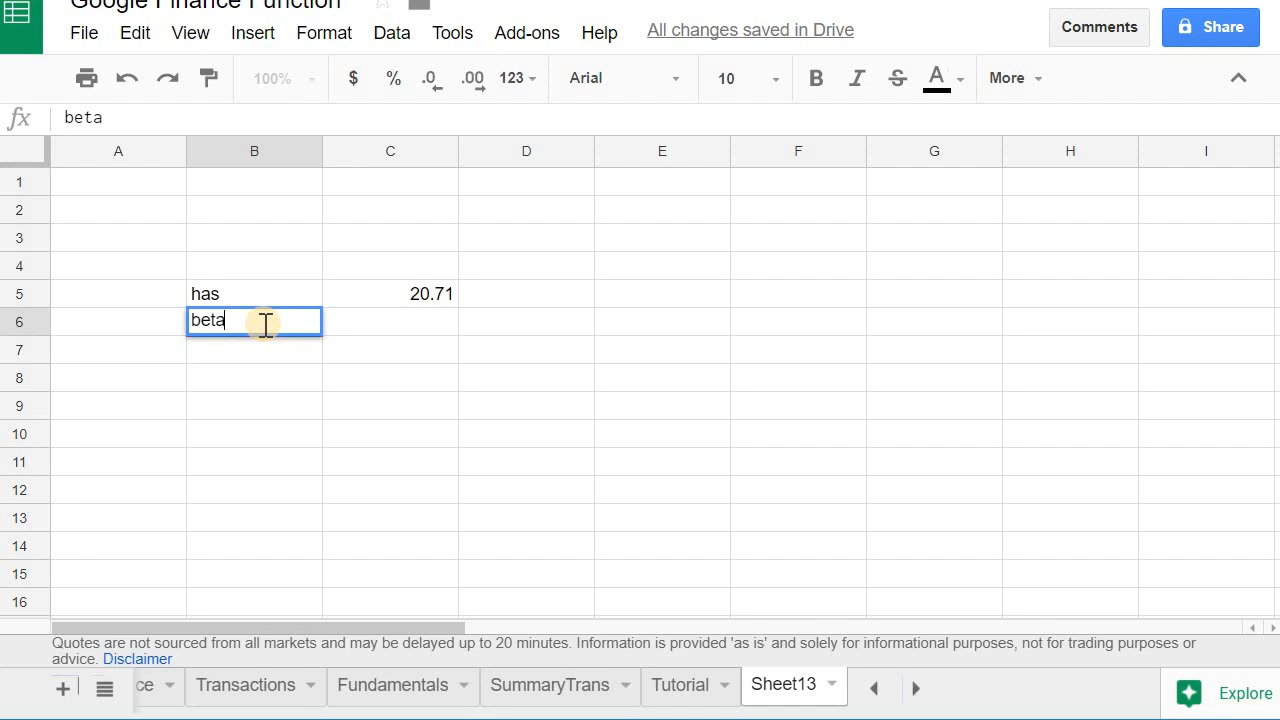 Google Finance Function
File Edit View Insert Format Data Tools Add-ons Help All changes saved in Drive Comments Share
100% $ % .0 .00 123 Arial 10 B I S A More
fx beta
A B C D E F G H I
1
2
3
4
5 has 20.71
6 beta
7
8
9
10
11
12
13
14
15
16
Quotes are not sourced from all markets and may be delayed up to 20 minutes. Information is provided 'as is' and solely for informational purposes, not for trading purposes or
advice. Disclaimer
+ ce Transactions Fundamentals SummaryTrans Tutorial Sheet13 Explore